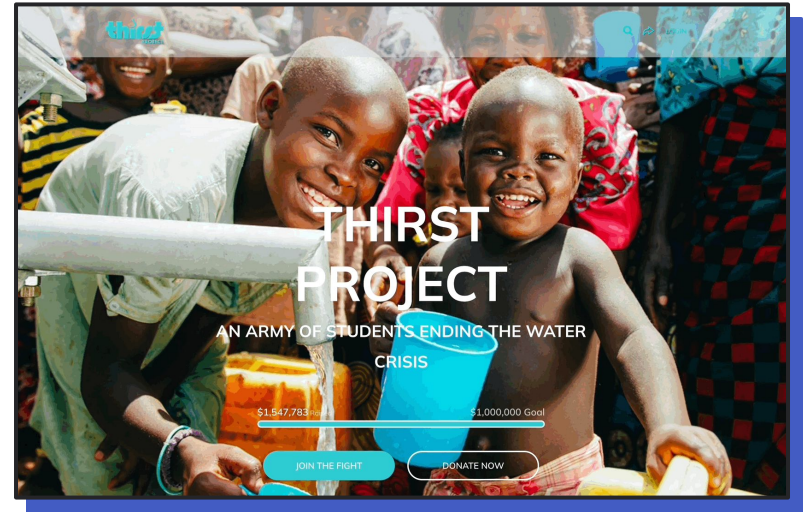 thirst
THIRST
PROJECT
AN ARMY OF STUDENTS ENDING THE WATER
CRISIS
$1,547,783
$1,000,000 Goal
JOIN THE FIGHT
DONATE NOW